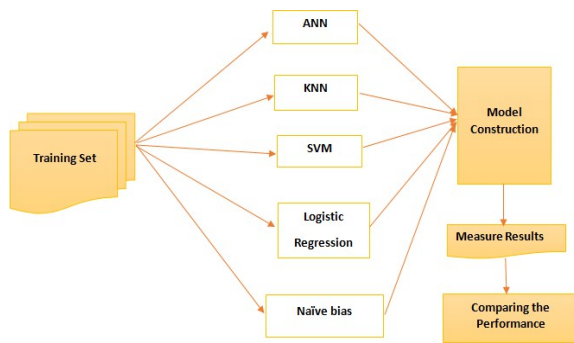 ANN
KNN
Training Set
SVM
Logistic
Regression
Naïve bias
Model
Construction
Measure Results
Comparing the
Performance